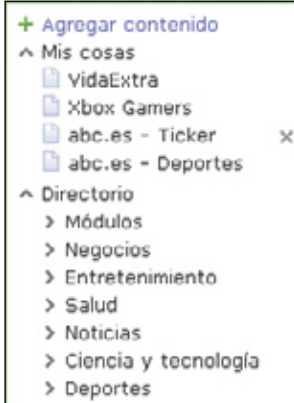 + Agregar contenido
Mis cosas
VidaExtra
Xbox Gamers
abc.es - Ticker
abc.es - Deportes
Directorio
Módulos
Negocios
Entretenimiento
Salud
Noticias
Ciencia y tecnología
Deportes